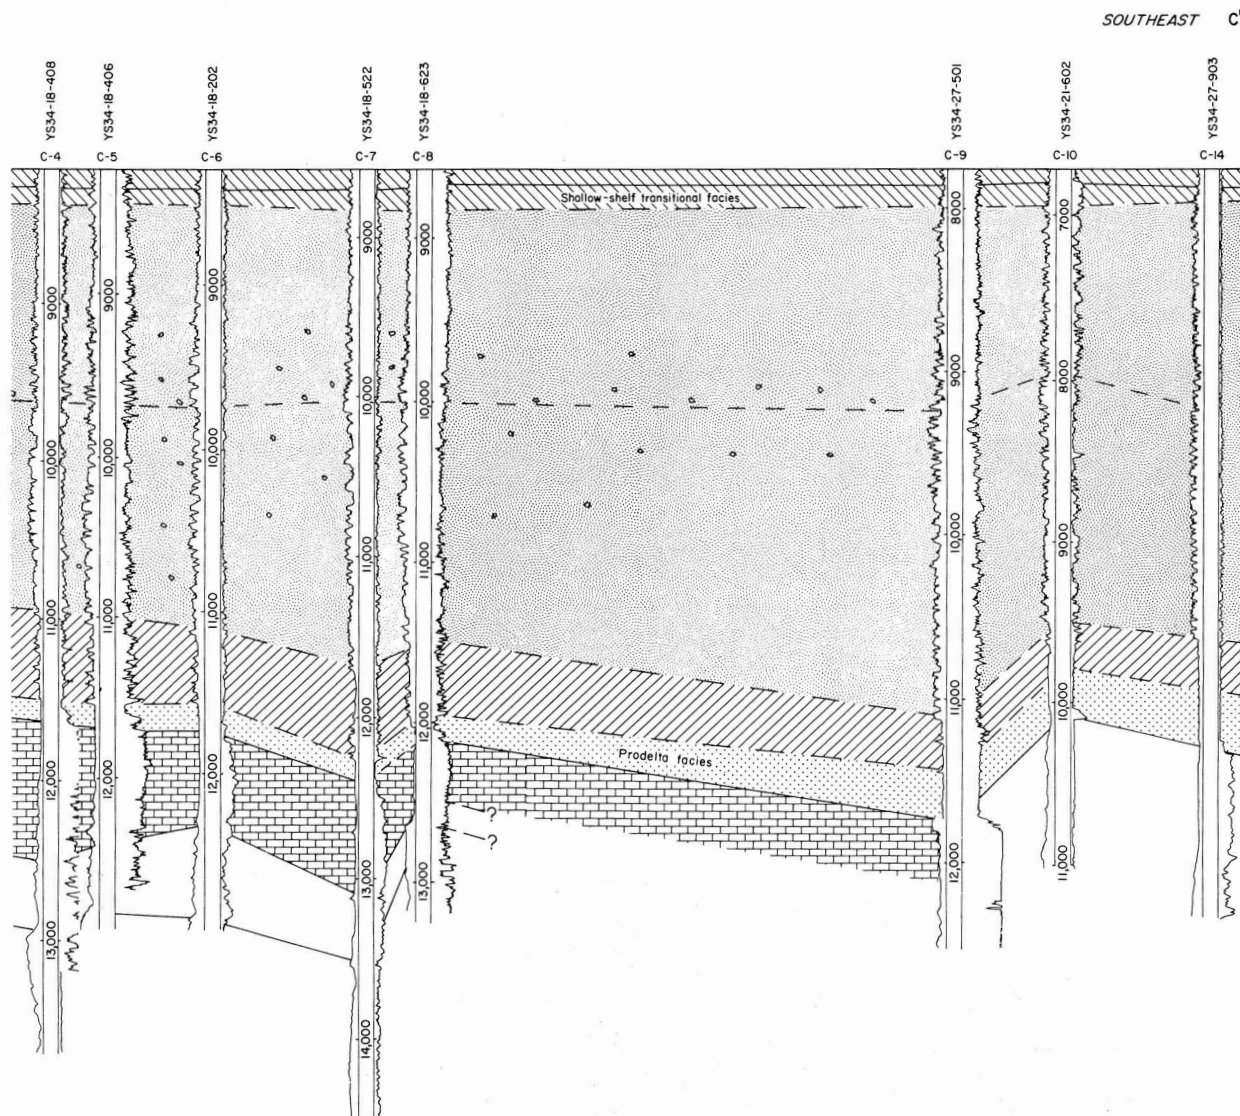 SOUTHEAST C'
YS34-18-408
YS34-18-406
YS34-18-202
YS34-18-522
YS34-18-623
YS34-27-501
YS34-21-602
YS34-27-903
C-4
C-5
C-6
C-7
C-8
C-9
C-10
C-14
Shallow-shelf transitional facies
9000
10,000
11,000
12,000
13,000
9000
10,000
11,000
12,000
9000
10,000
11,000
12,000
9000
10,000
11,000
12,000
13,000
14,000
9000
10,000
11,000
12,000
13,000
8000
9000
10,000
11,000
12,000
7000
8000
9000
10,000
11,000
Prodelta facies
?
?